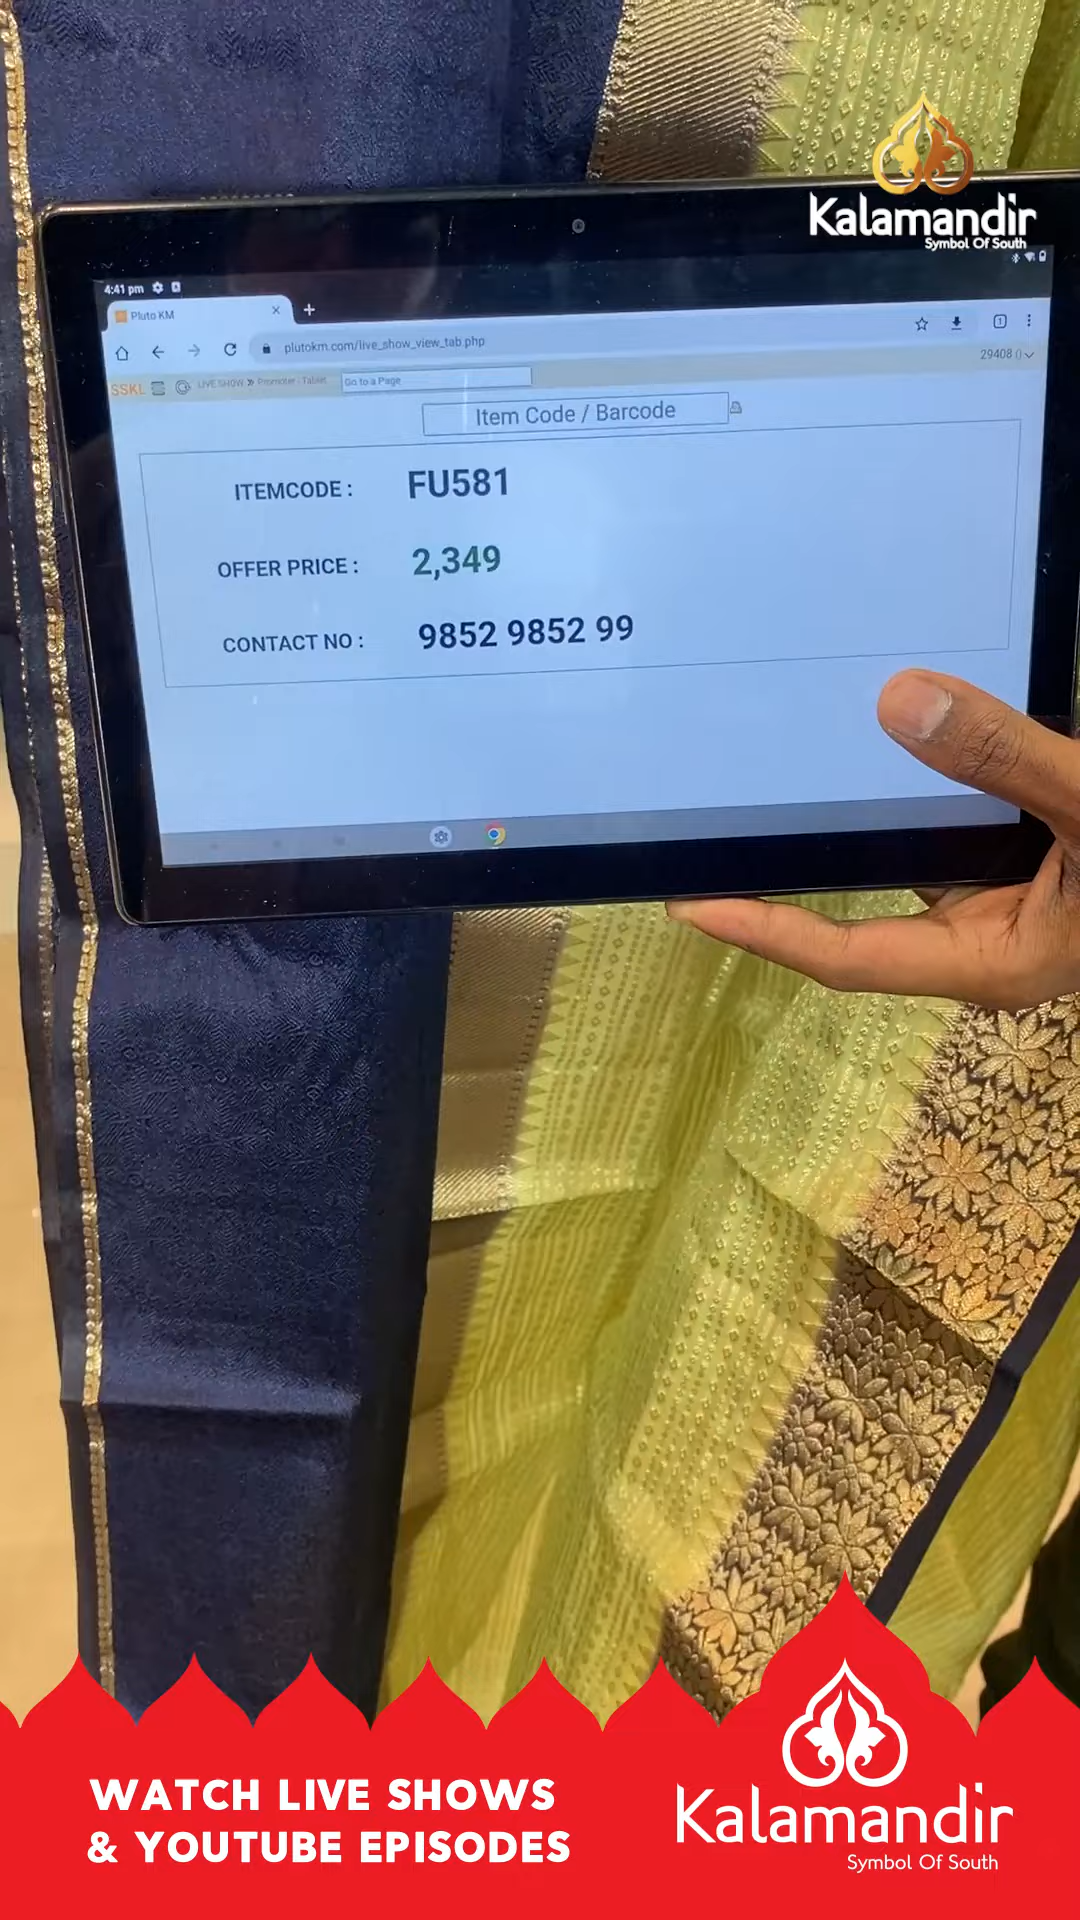 Kalamandir
Symbol Of South
4:41 pm
Pluto KM
plutokm.com/live_show_view_tab.php
29408 ()
SSKL
LIVE SHOW » Promoter - Tablet
Go to a Page
Item Code / Barcode
ITEMCODE : FU581
OFFER PRICE : 2,349
CONTACT NO : 9852 9852 99
WATCH LIVE SHOWS
& YOUTUBE EPISODES
Kalamandir
Symbol Of South